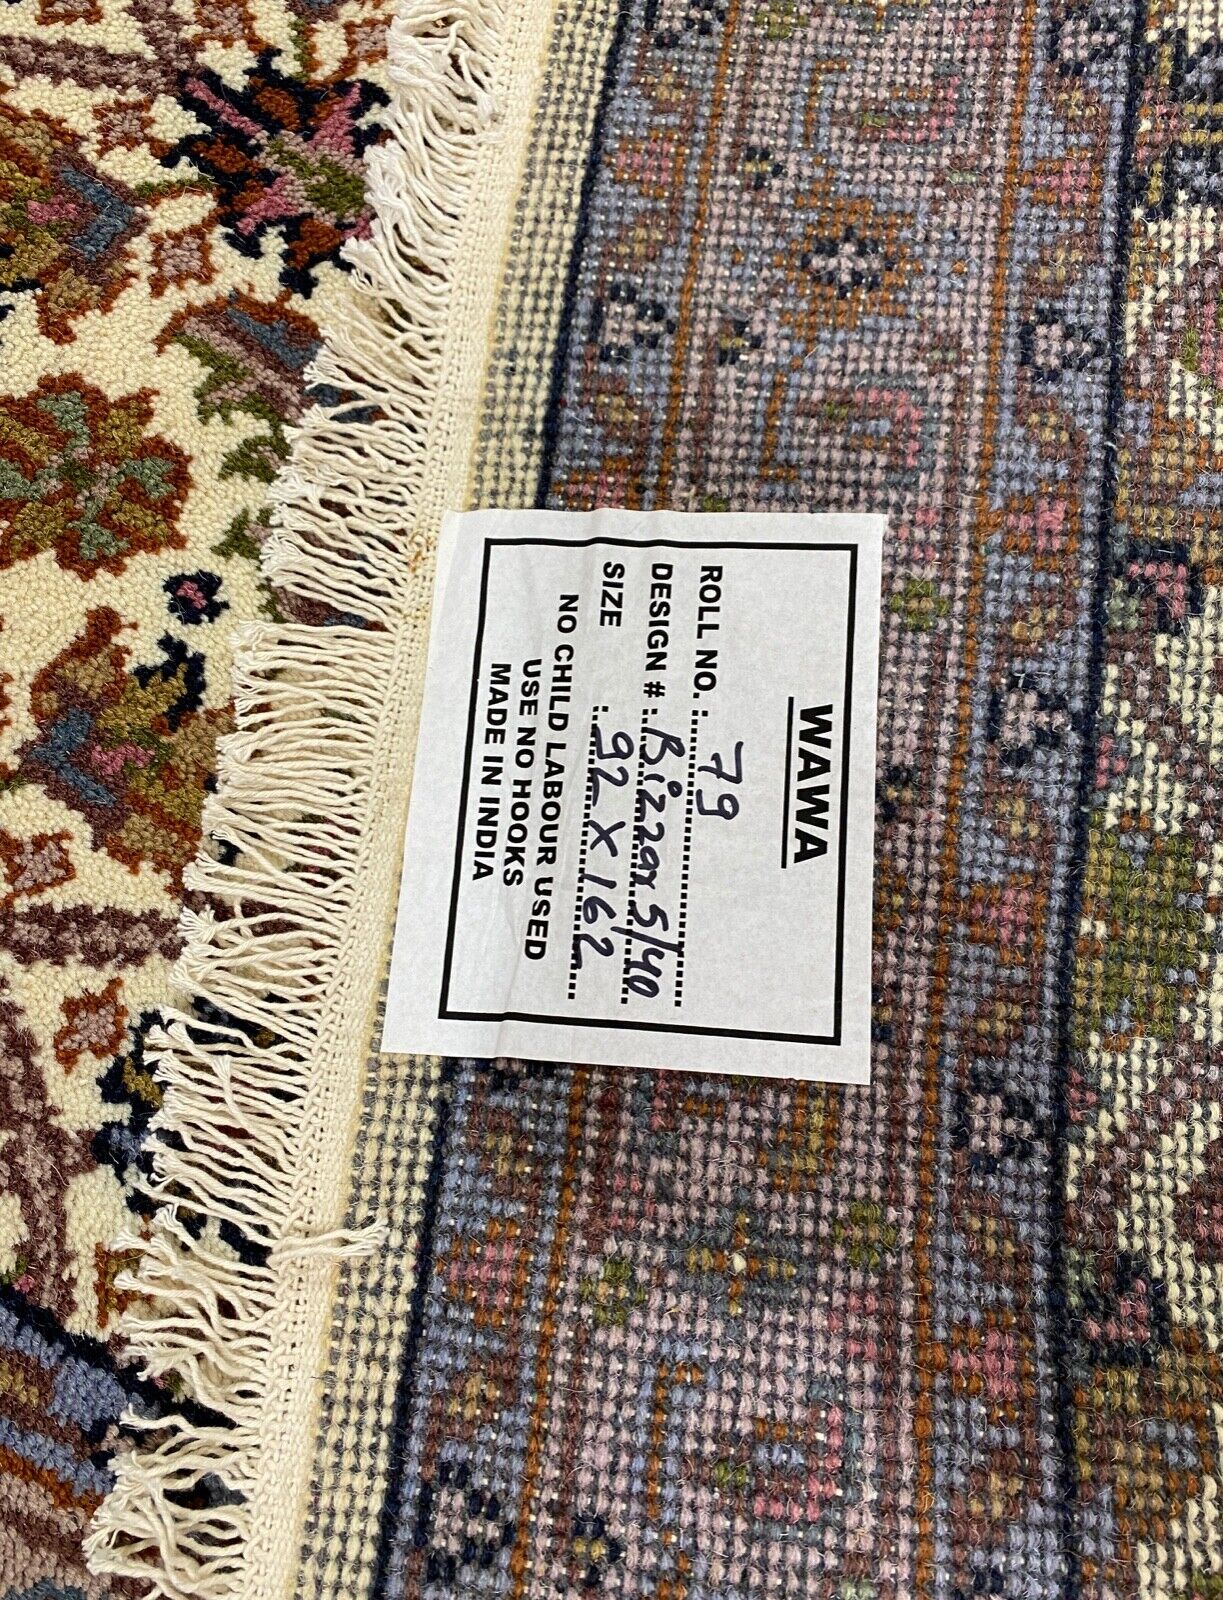 WAWA
ROLL NO. : 79
DESIGN # : Bizzar 5/40
SIZE : 92 x 162
NO CHILD LABOUR USED
USE NO HOOKS
MADE IN INDIA